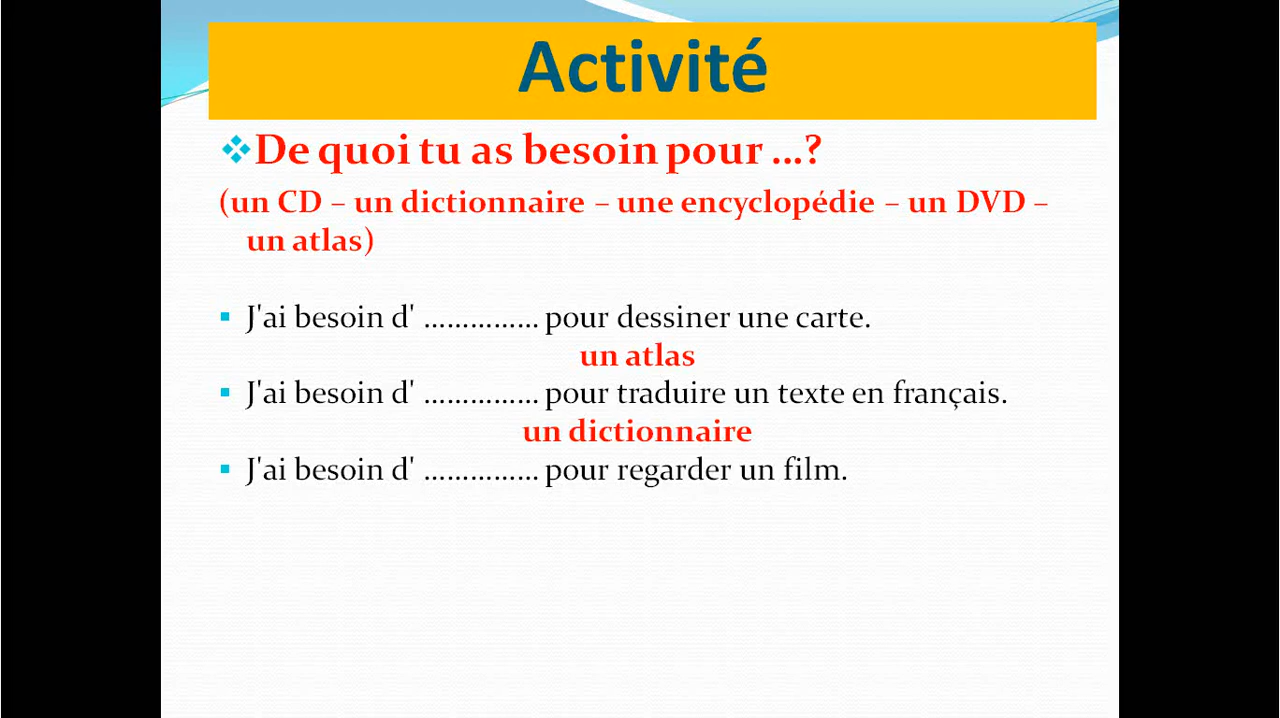 Activité
❖De quoi tu as besoin pour ...?
(un CD – un dictionnaire – une encyclopédie – un DVD –
un atlas)
▪ J'ai besoin d' ............... pour dessiner une carte.
un atlas
▪ J'ai besoin d' ............... pour traduire un texte en français.
un dictionnaire
▪ J'ai besoin d' ............... pour regarder un film.